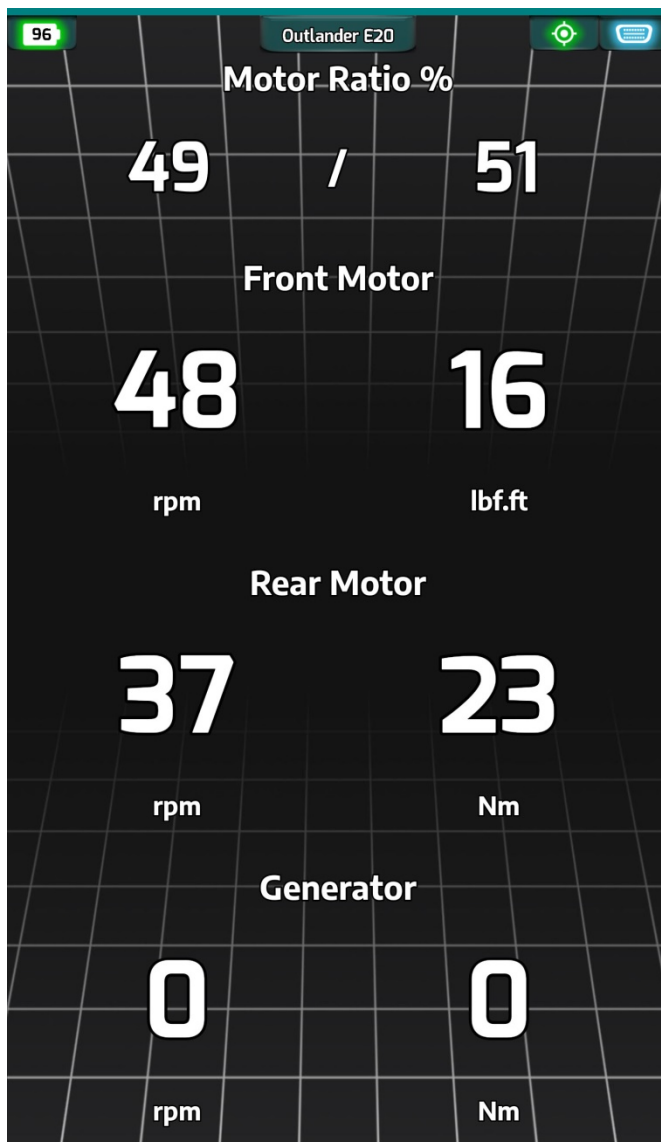 96
Outlander E20
Motor Ratio %
49 / 51
Front Motor
48 16
rpm lbf.ft
Rear Motor
37 23
rpm Nm
Generator
0 0
rpm Nm